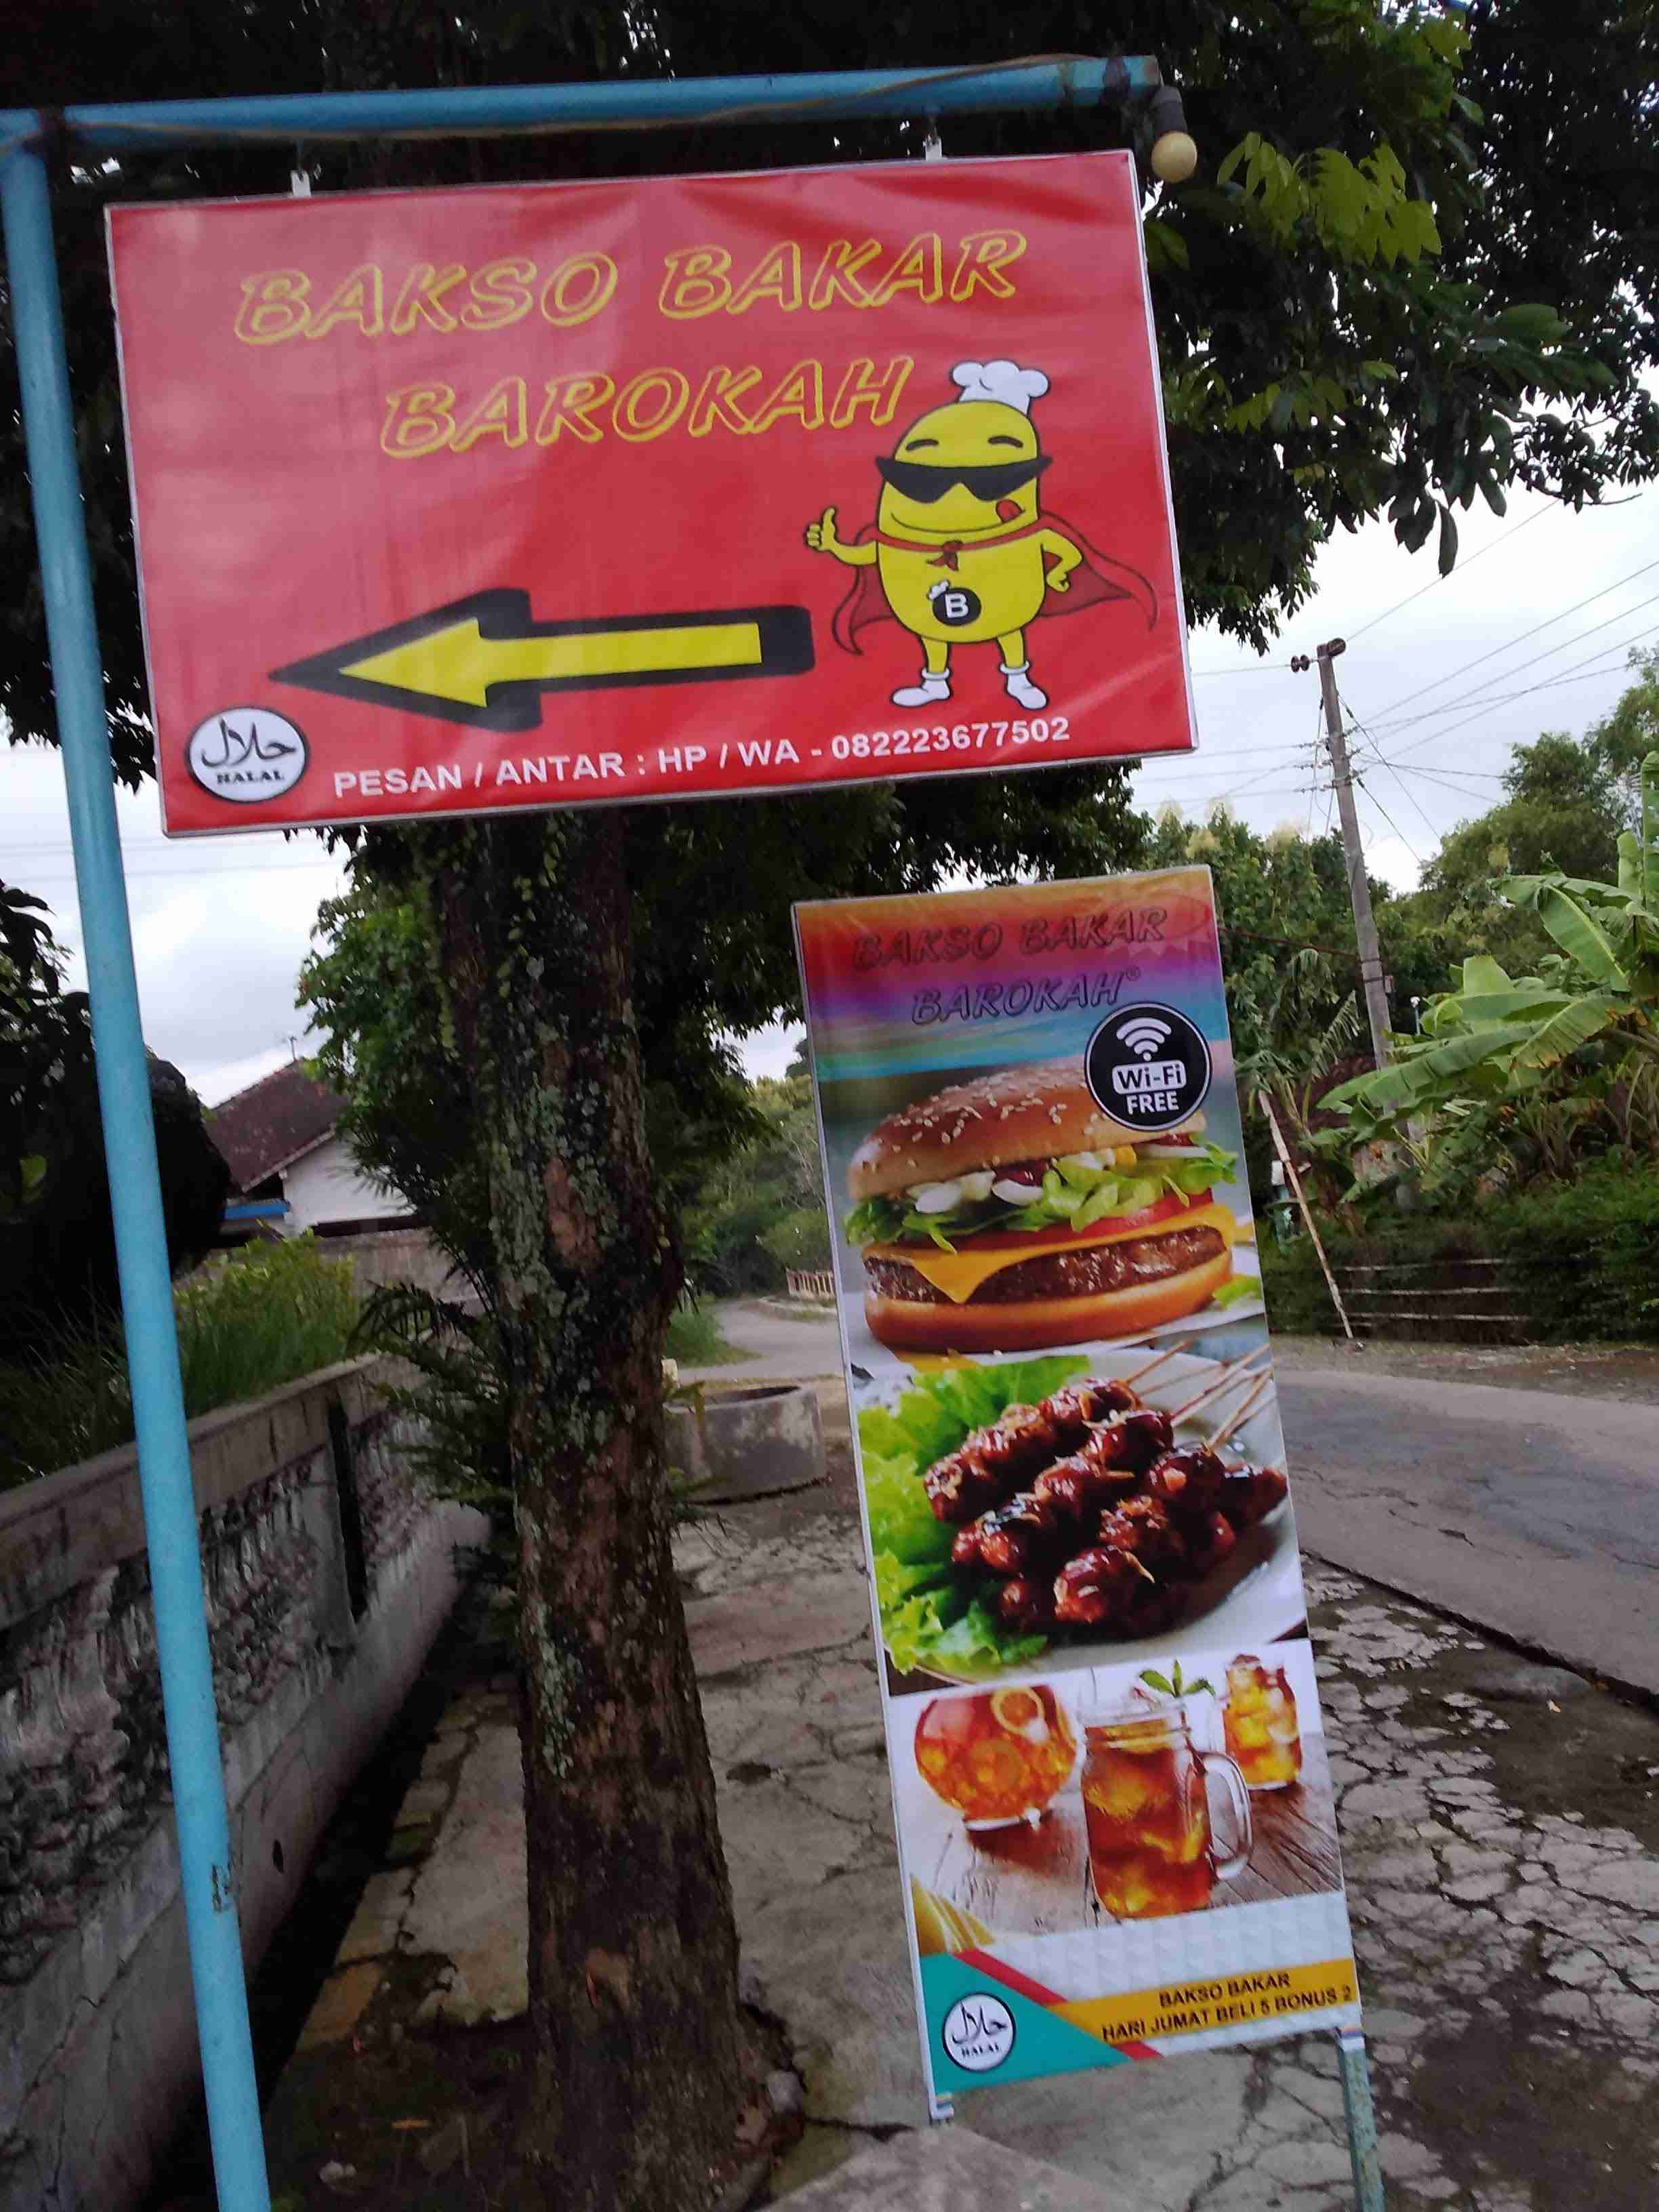 BAKSO BAKAR
BAROKAH
B
حلال
HALAL
PESAN / ANTAR : HP / WA - 082223677502
BAKSO BAKAR
BAROKAH®
Wi-Fi
FREE
حلال
HALAL
BAKSO BAKAR
HARI JUMAT BELI 5 BONUS 2